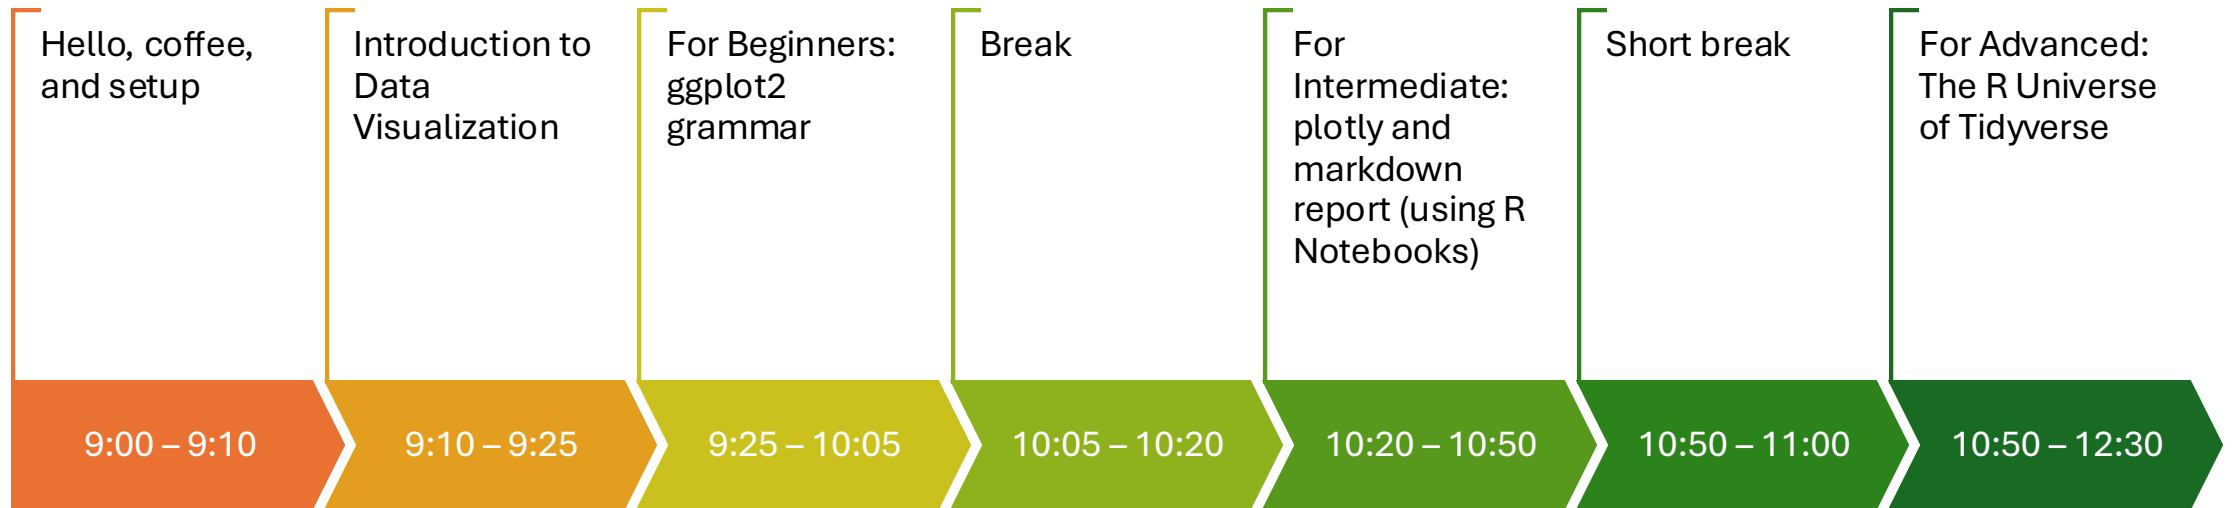 Hello, coffee,
and setup
Introduction to
Data
Visualization
For Beginners:
ggplot2
grammar
Break
For
Intermediate:
plotly and
markdown
report (using R
Notebooks)
Short break
For Advanced:
The R Universe
of Tidyverse
9:00 – 9:10
9:10 – 9:25
9:25 – 10:05
10:05 – 10:20
10:20 – 10:50
10:50 – 11:00
10:50 – 12:30